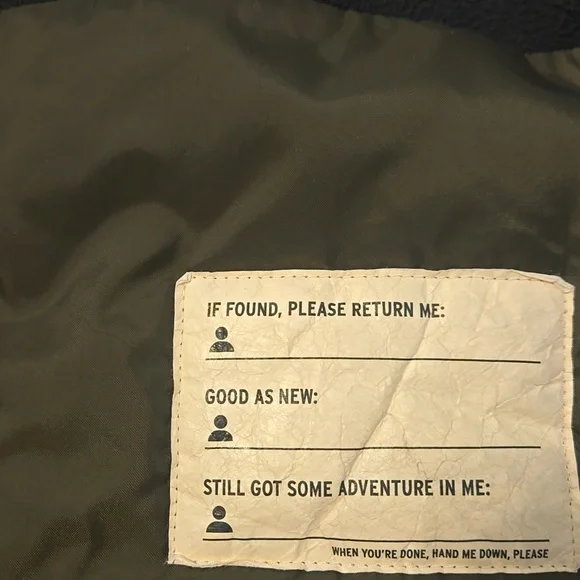 IF FOUND, PLEASE RETURN ME:
GOOD AS NEW:
STILL GOT SOME ADVENTURE IN ME:
WHEN YOU'RE DONE, HAND ME DOWN, PLEASE